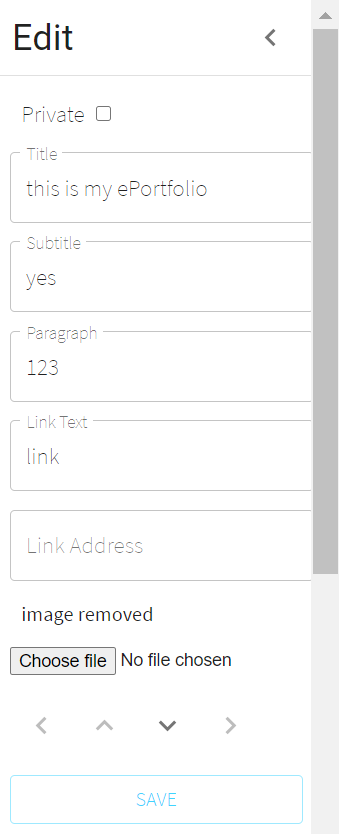 Edit
Private
Title
this is my ePortfolio
Subtitle
yes
Paragraph
123
Link Text
link
Link Address
image removed
Choose file No file chosen
SAVE